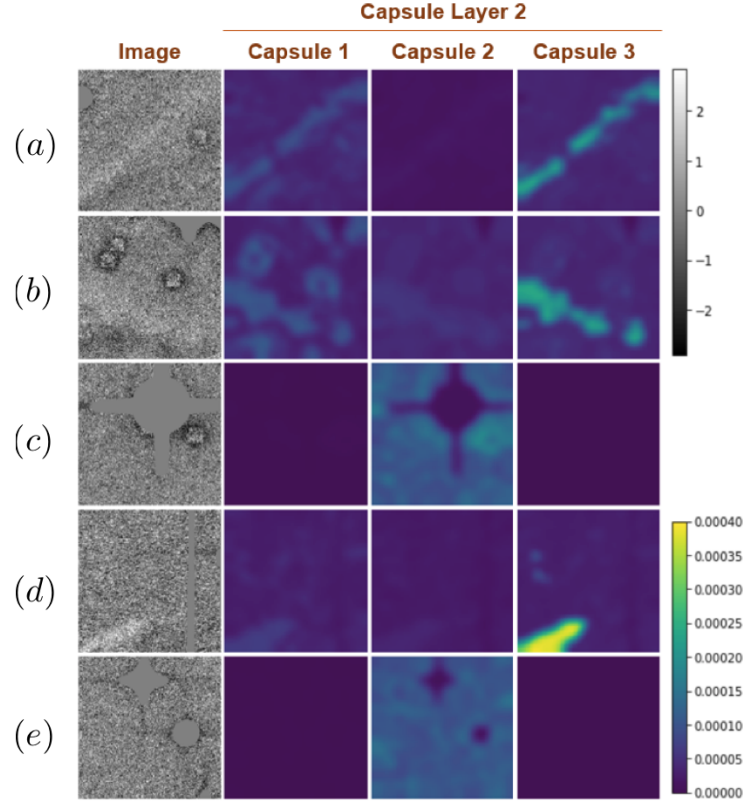 Capsule Layer 2
Image Capsule 1 Capsule 2 Capsule 3
(a)
2
1
0
−1
−2
(b)
(c)
(d)
0.00040
0.00035
0.00030
0.00025
0.00020
0.00015
0.00010
0.00005
0.00000
(e)